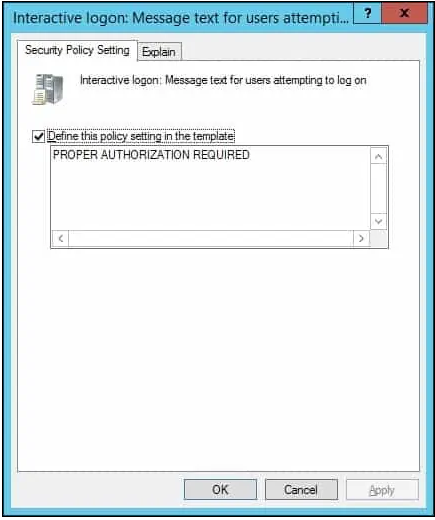 Interactive logon: Message text for users attempti...
?
x
Security Policy Setting
Explain
Interactive logon: Message text for users attempting to log on
Define this policy setting in the template
PROPER AUTHORIZATION REQUIRED
OK
Cancel
Apply